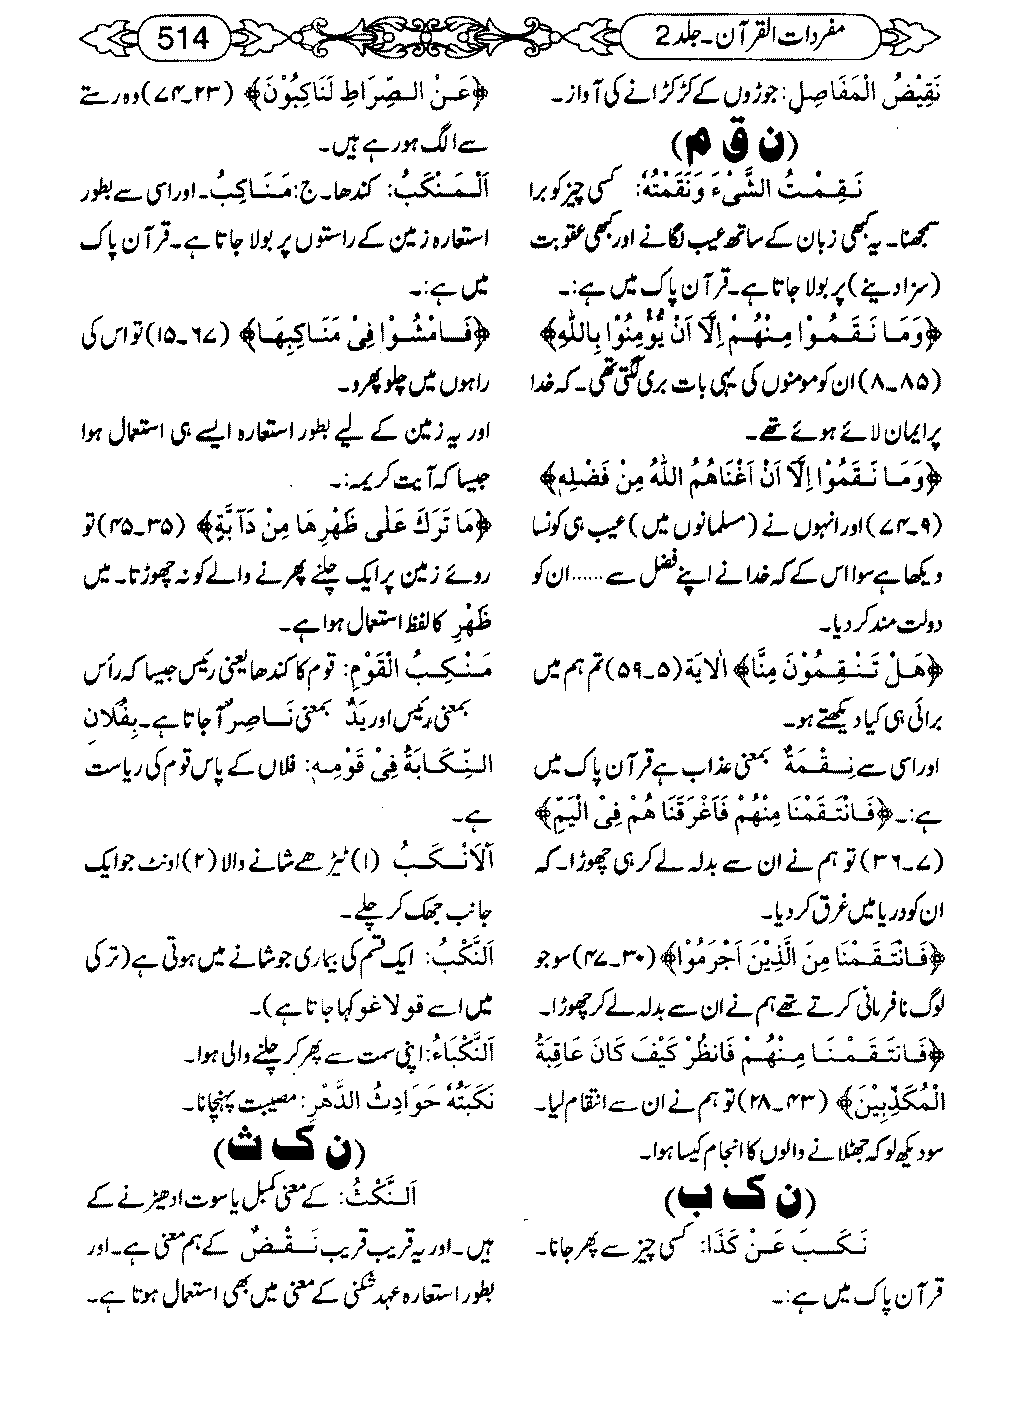 مفردات القرآن۔جلد 2
514
نَقِيْضُ الْمَفَاصِلِ: جوڑوں کے کڑکڑانے کی آواز۔
(ن ق م)
نَقِمْتُ الشَّيْءَ وَنَقَمْتُهُ: کسی چیز کو برا
سمجھنا۔ یہ کبھی زبان کے ساتھ عیب لگانے اور کبھی عقوبت
(سزا دینے) پر بولا جاتا ہے۔ قرآن پاک میں ہے:۔
﴿وَمَا نَقَمُوْا مِنْهُمْ اِلَّا اَنْ يُؤْمِنُوْا بِاللهِ﴾
(۸۵۔۸) ان کو مومنوں کی یہی بات بری لگتی تھی۔ کہ خدا
پر ایمان لائے ہوئے تھے۔
﴿وَمَا نَقَمُوْا اِلَّا اَنْ اَغْنَاهُمُ اللهُ مِنْ فَضْلِهِ﴾
(۹۔۷۴) اور انہوں نے (مسلمانوں میں) عیب ہی کونسا
دیکھا ہے سوا اس کے کہ خدا نے اپنے فضل سے ...... ان کو
دولت مند کر دیا۔
﴿هَلْ تَنْقِمُوْنَ مِنَّا﴾ الْايَة (۵۔۵۹) تم ہم میں
برائی ہی کیا دیکھتے ہو۔
اور اسی سے نِقْمَةٌ بمعنی عذاب ہے قرآن پاک میں
ہے:۔ ﴿فَانْتَقَمْنَا مِنْهُمْ فَاَغْرَقْنَا هُمْ فِي الْيَمِّ﴾
(۷۔۱۳۶) تو ہم نے ان سے بدلہ لے کر ہی چھوڑا۔ کہ
ان کو دریا میں غرق کر دیا۔
﴿فَانْتَقَمْنَا مِنَ الَّذِيْنَ اَجْرَمُوْا﴾ (۳۰۔۴۷) سو جو
لوگ نافرمانی کرتے تھے ہم نے ان سے بدلہ لے کر چھوڑا۔
﴿فَانْتَقَمْنَا مِنْهُمْ فَانْظُرْ كَيْفَ كَانَ عَاقِبَةُ
الْمُكَذِّبِيْنَ﴾ (۴۳۔۲۸) تو ہم نے ان سے انتقام لیا۔
سو دیکھ لو کہ جھٹلانے والوں کا انجام کیسا ہوا۔
(ن ک ب)
نَكَبَ عَنْ كَذَا: کسی چیز سے پھر جانا۔
قرآن پاک میں ہے:۔
﴿عَنِ الصِّرَاطِ لَنَاكِبُوْنَ﴾ (۲۳۔۷۴) وہ رستے
سے الگ ہو رہے ہیں۔
اَلْمَنْكَبُ: کندھا۔ ج: مَنَاكِبُ۔ اور اسی سے بطور
استعارہ زمین کے راستوں پر بولا جاتا ہے۔ قرآن پاک
میں ہے:۔
﴿فَامْشُوْا فِيْ مَنَاكِبِهَا﴾ (۶۷۔۱۵) تو اس کی
راہوں میں چلو پھرو۔
اور یہ زمین کے لیے بطور استعارہ ایسے ہی استعمال ہوا
جیسا کہ آیت کریمہ:۔
﴿مَا تَرَكَ عَلٰى ظَهْرِهَا مِنْ دَآبَّةٍ﴾ (۳۵۔۴۵) تو
روئے زمین پر ایک چلنے پھرنے والے کو نہ چھوڑتا۔ میں
ظَهْرِ کا لفظ استعمال ہوا ہے۔
مَنْكِبُ الْقَوْمِ: قوم کا کندھا یعنی رئیس جیسا کہ رأس
بمعنی رئیس اور يَدٌ بمعنی نَاصِرٌ آ جاتا ہے۔ بِفُلَانٍ
النِّكَابَةُ فِيْ قَوْمِهِ: فلاں کے پاس قوم کی ریاست
ہے۔
اَلْاَنْكَبُ (۱) ٹیڑھے شانے والا (۲) اونٹ جو ایک
جانب جھک کر چلے۔
اَلنَّكَبُ: ایک قسم کی بیماری جو شانے میں ہوتی ہے (ترکی
میں اسے قولاغو کہا جاتا ہے)۔
اَلنَّكْبَاءُ: اپنی سمت سے پھر کر چلنے والی ہوا۔
نَكَبَتْهُ حَوَادِثُ الدَّهْرِ: مصیبت پہنچانا۔
(ن ک ث)
اَلنَّكْثُ: کے معنی کمبل یا سوت ادھیڑنے کے
ہیں۔ اور یہ قریب قریب نَقْضٌ کے ہم معنی ہے۔ اور
بطور استعارہ عہد شکنی کے معنی میں بھی استعمال ہوتا ہے۔